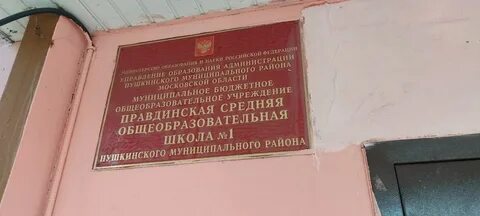 МИНИСТЕРСТВО ОБРАЗОВАНИЯ И НАУКИ РОССИЙСКОЙ ФЕДЕРАЦИИ
УПРАВЛЕНИЕ ОБРАЗОВАНИЯ АДМИНИСТРАЦИИ
ПУШКИНСКОГО МУНИЦИПАЛЬНОГО РАЙОНА
МОСКОВСКОЙ ОБЛАСТИ
МУНИЦИПАЛЬНОЕ БЮДЖЕТНОЕ
ОБЩЕОБРАЗОВАТЕЛЬНОЕ УЧРЕЖДЕНИЕ
ПРАВДИНСКАЯ СРЕДНЯЯ
ОБЩЕОБРАЗОВАТЕЛЬНАЯ
ШКОЛА №1
ПУШКИНСКОГО МУНИЦИПАЛЬНОГО РАЙОНА